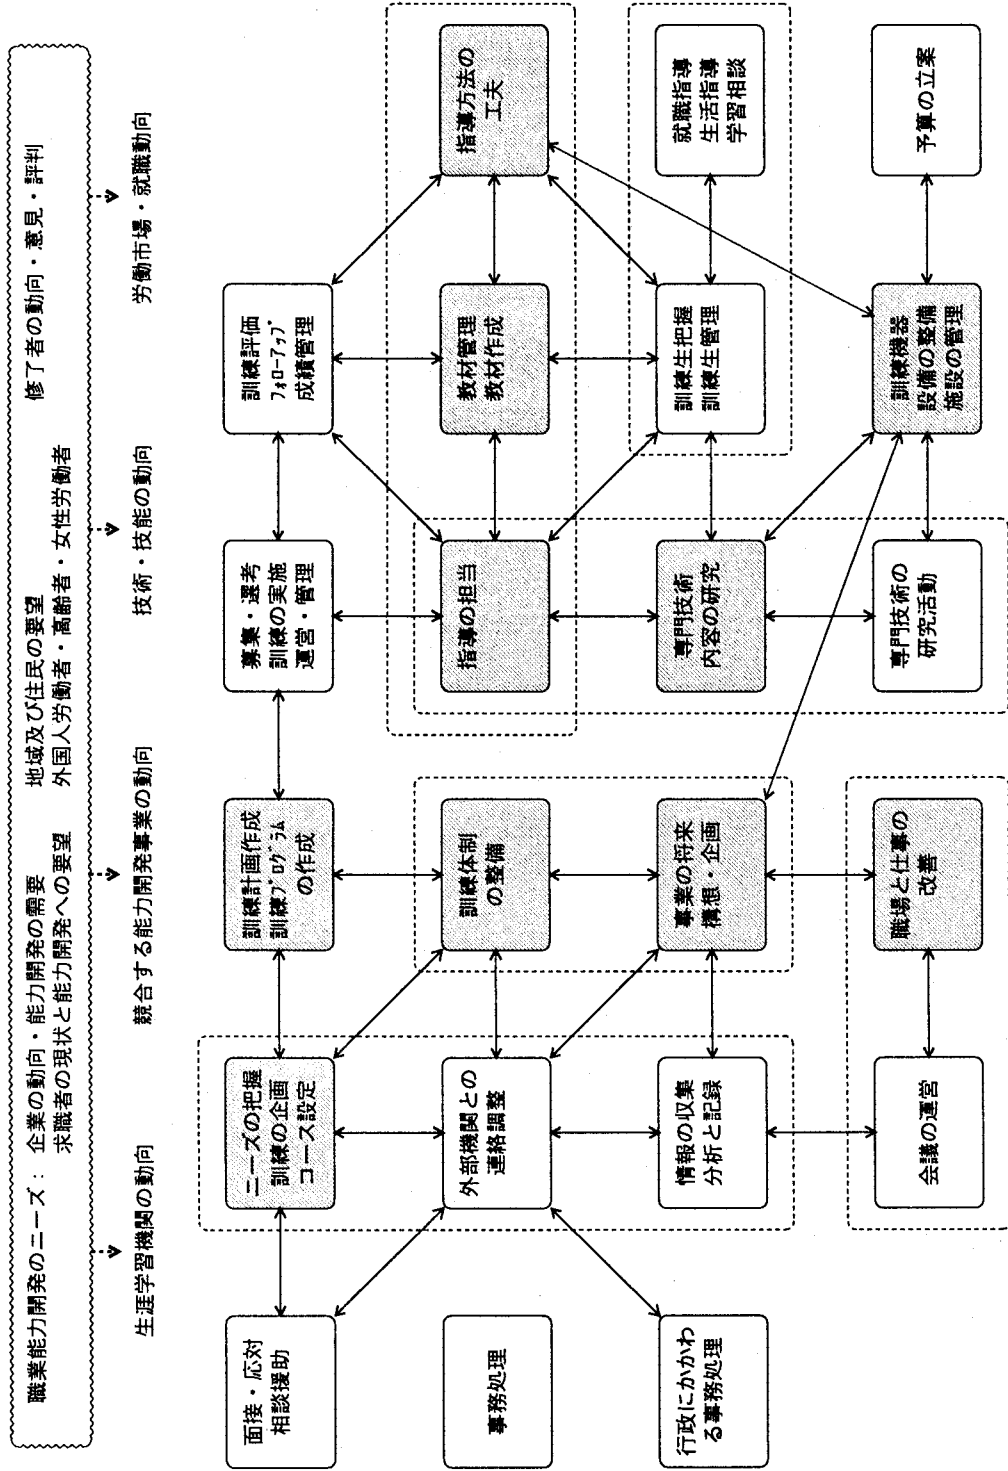 職業能力開発のニーズ： 企業の動向・能力開発の需要　地域及び住民の要望　修了者の動向・意見・評判
求職者の現状と能力開発への要望　外国人労働者・高齢者・女性労働者
生涯学習機関の動向　競合する能力開発事業の動向　技術・技能の動向　労働市場・就職動向
面接・応対
相談援助
ニーズの把握
訓練の企画
コース設定
訓練計画作成
訓練ﾌﾟﾛｸﾞﾗﾑ
の作成
募集・選考
訓練の実施
運営・管理
訓練評価
ﾌｫﾛｰｱｯﾌﾟ
成績管理
事務処理
外部機関との
連絡調整
訓練体制
の整備
指導の担当
教材管理
教材作成
指導方法の
工夫
行政にかかわ
る事務処理
情報の収集
分析と記録
事業の将来
構想・企画
専門技術
内容の研究
訓練生把握
訓練生管理
就職指導
生活指導
学習相談
会議の運営
職場と仕事の
改善
専門技術の
研究活動
訓練機器
設備の整備
施設の管理
予算の立案